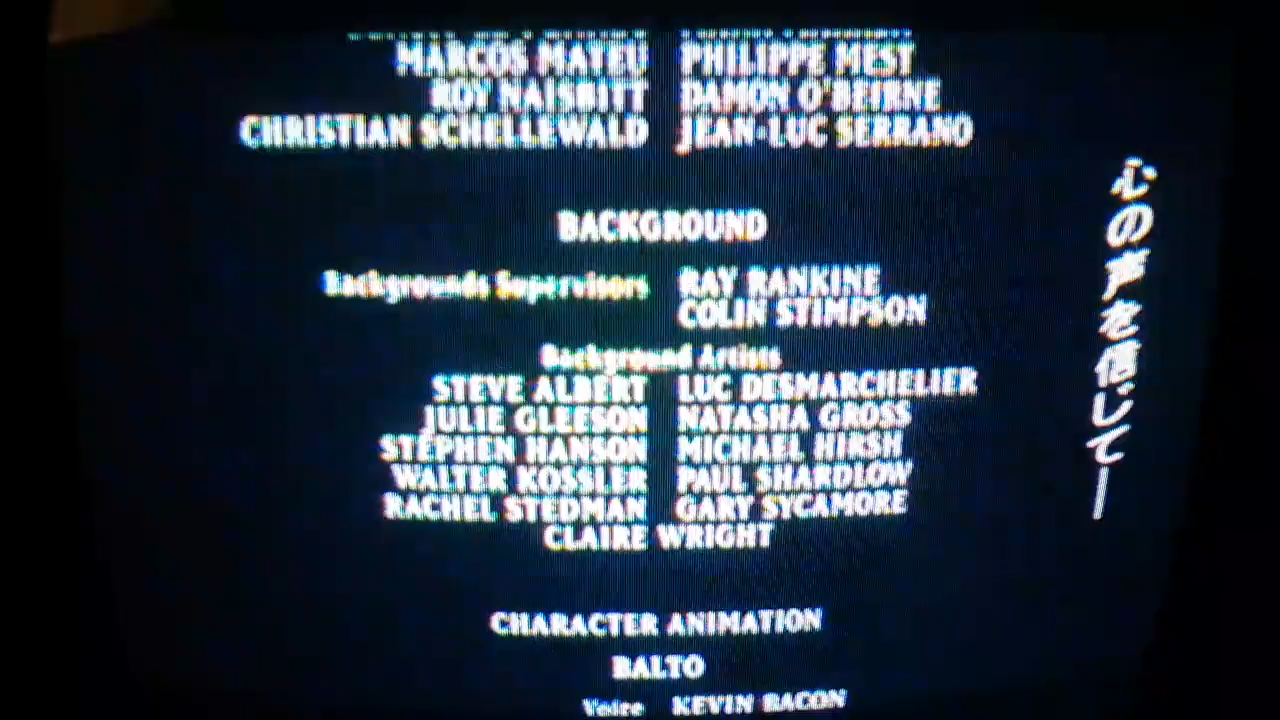 MARCOS MATEU PHILIPPE MEST
ROY NAISBITT DAMON O'BEIRNE
CHRISTIAN SCHELLEWALD JEAN-LUC SERRANO
BACKGROUND
Backgrounds Supervisors RAY RANKINE
COLIN STIMPSON
Background Artists
STEVE ALBERT LUC DESMARCHELIER
JULIE GLEESON NATASHA GROSS
STEPHEN HANSON MICHAEL HIRSH
WALTER KOSSLER PAUL SHARDLOW
RACHEL STEDMAN GARY SYCAMORE
CLAIRE WRIGHT
CHARACTER ANIMATION
BALTO
Voice KEVIN BACON
心の声を信じて―